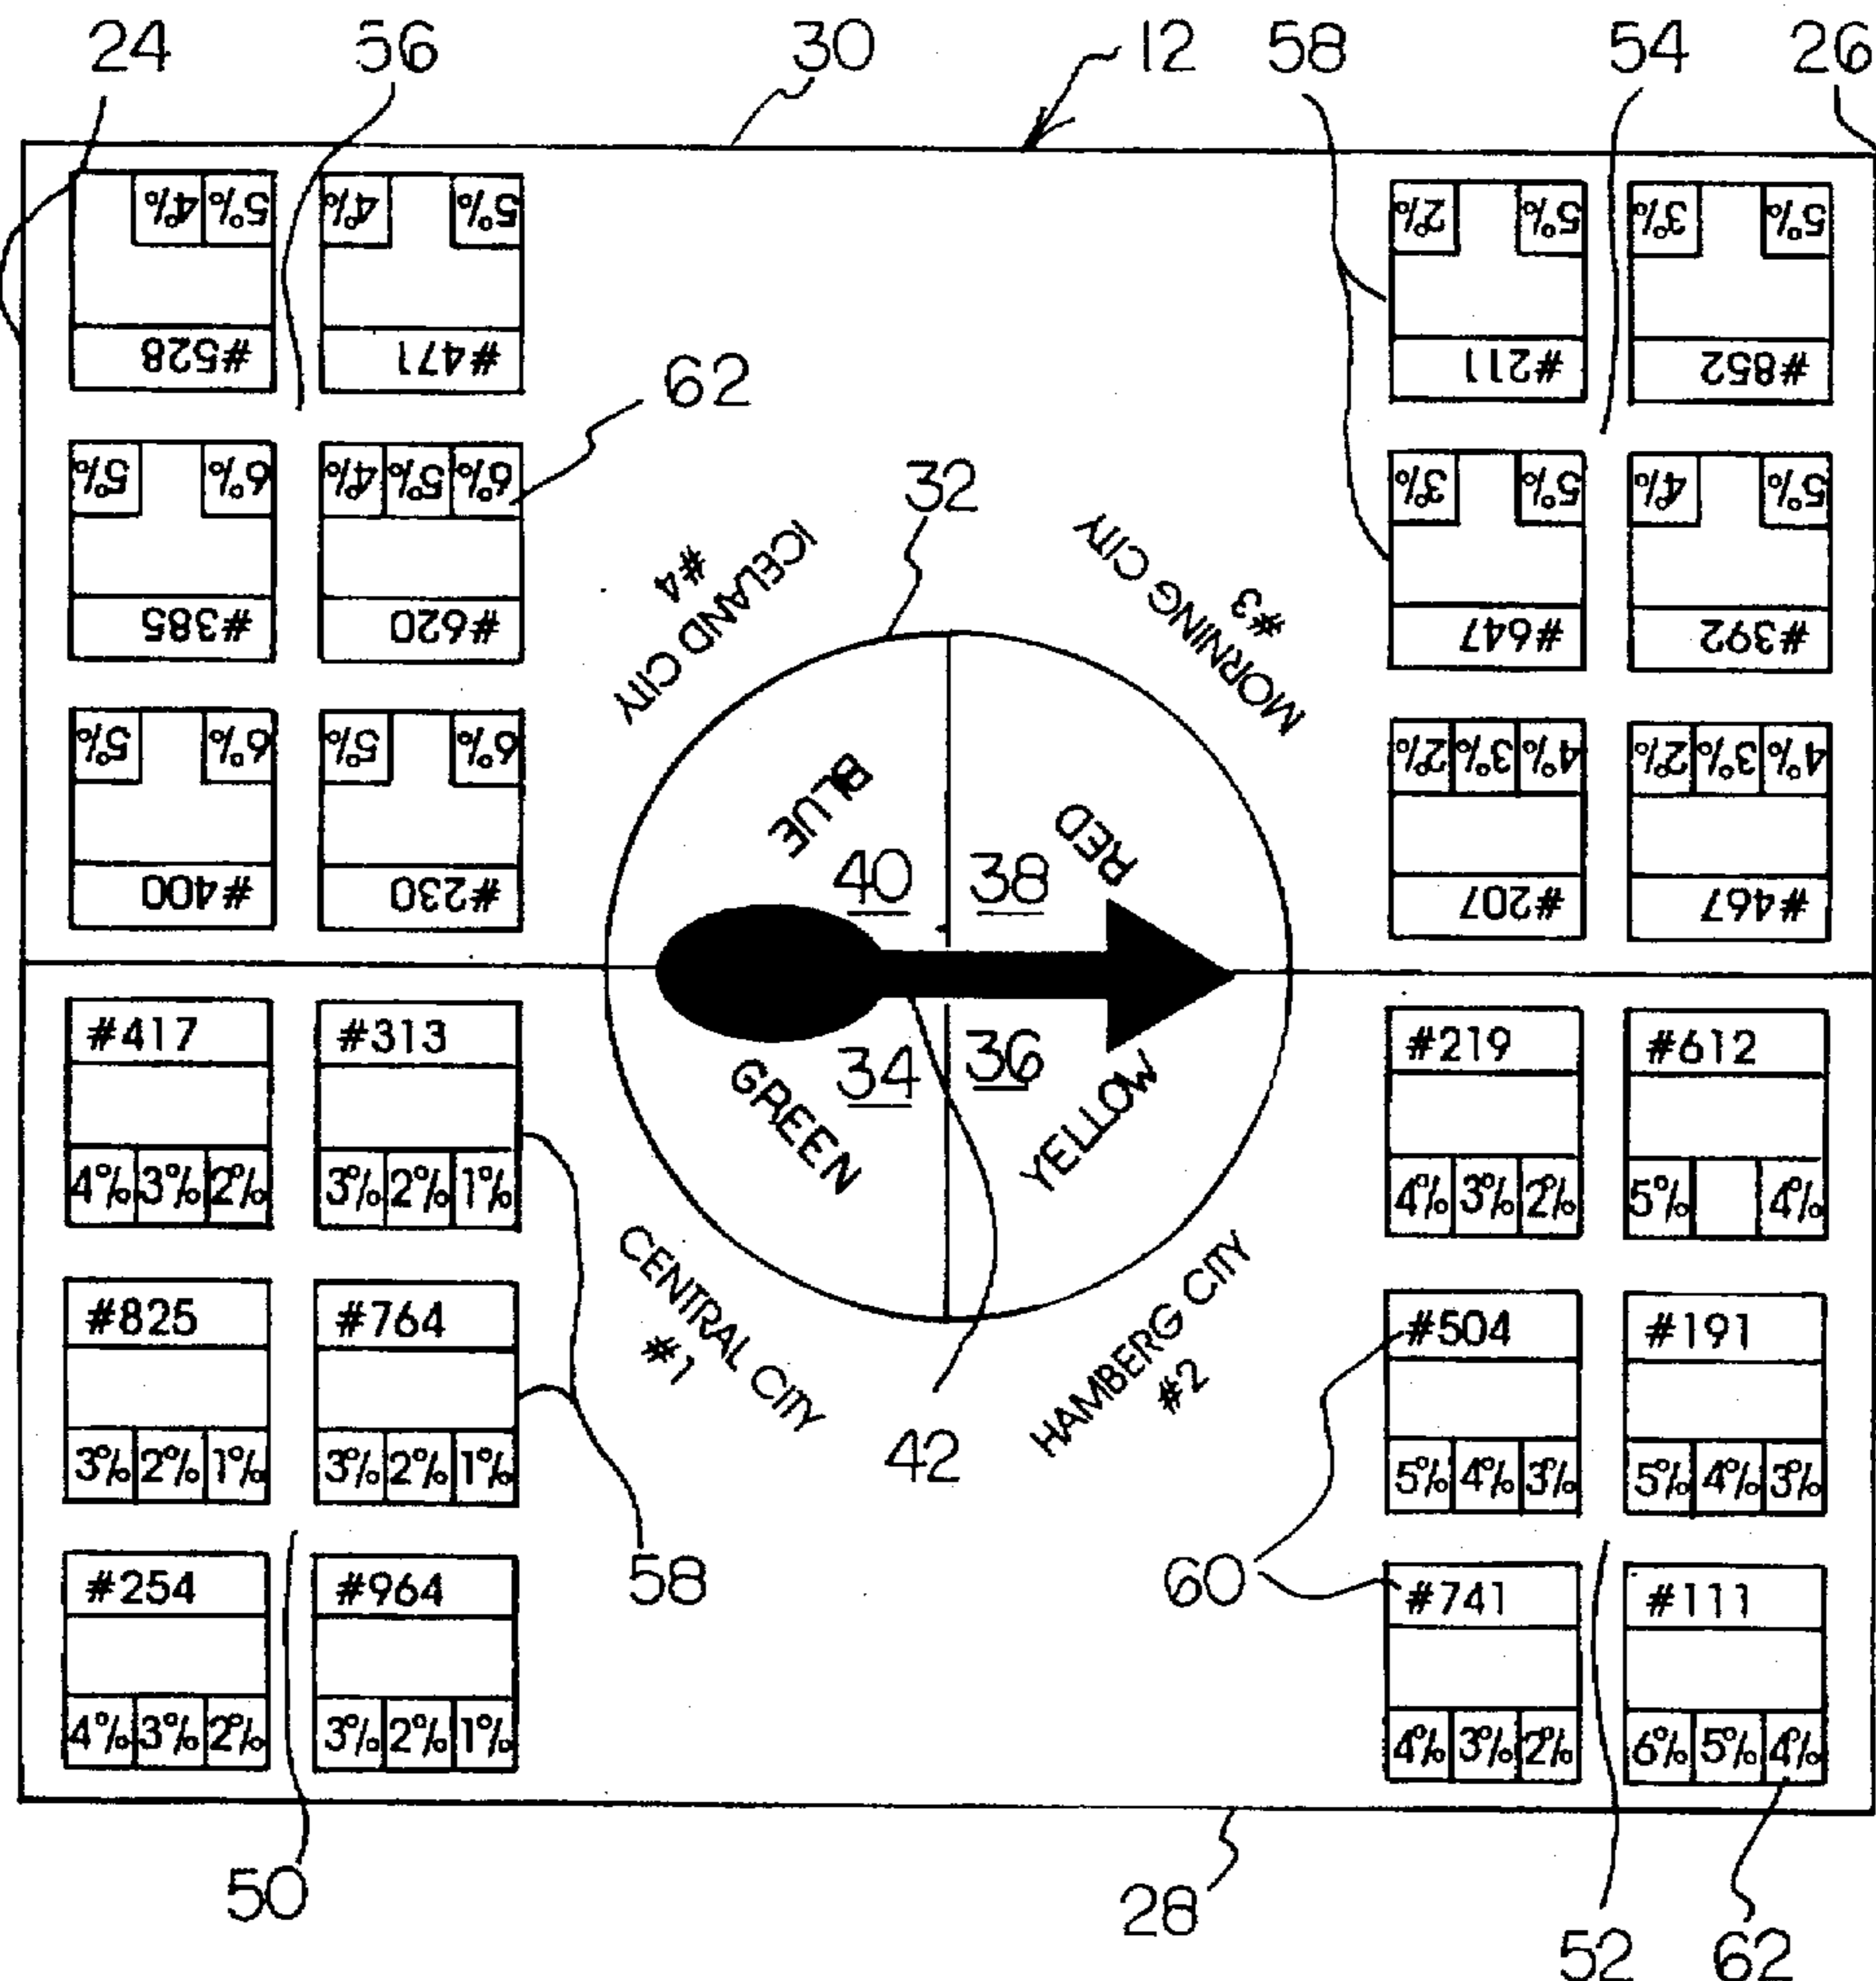 24 56 30 12 58 54 26
4% 5% 4% 5% 2% 5% 3% 5%
#528 #471 #211 #852
62
5% 6% 4% 5% 6% 3% 5% 4% 5%
32
ICELAND CITY
#4
MORNING CITY
#3
#385 #620 #647 #392
5% 6% 5% 6% 2% 3% 4% 2% 3% 4%
BLUE
RED
40 38
#400 #230 #207 #467
#417 #313 #219 #612
34 36
GREEN
YELLOW
4% 3% 2% 3% 2% 1% 4% 3% 2% 5% 4%
CENTRAL CITY
#1
HAMBERG CITY
#2
#825 #764 #504 #191
42
3% 2% 1% 3% 2% 1% 5% 4% 3% 5% 4% 3%
58 60
#254 #964 #741 #111
4% 3% 2% 3% 2% 1% 4% 3% 2% 6% 5% 4%
50 28 52 62